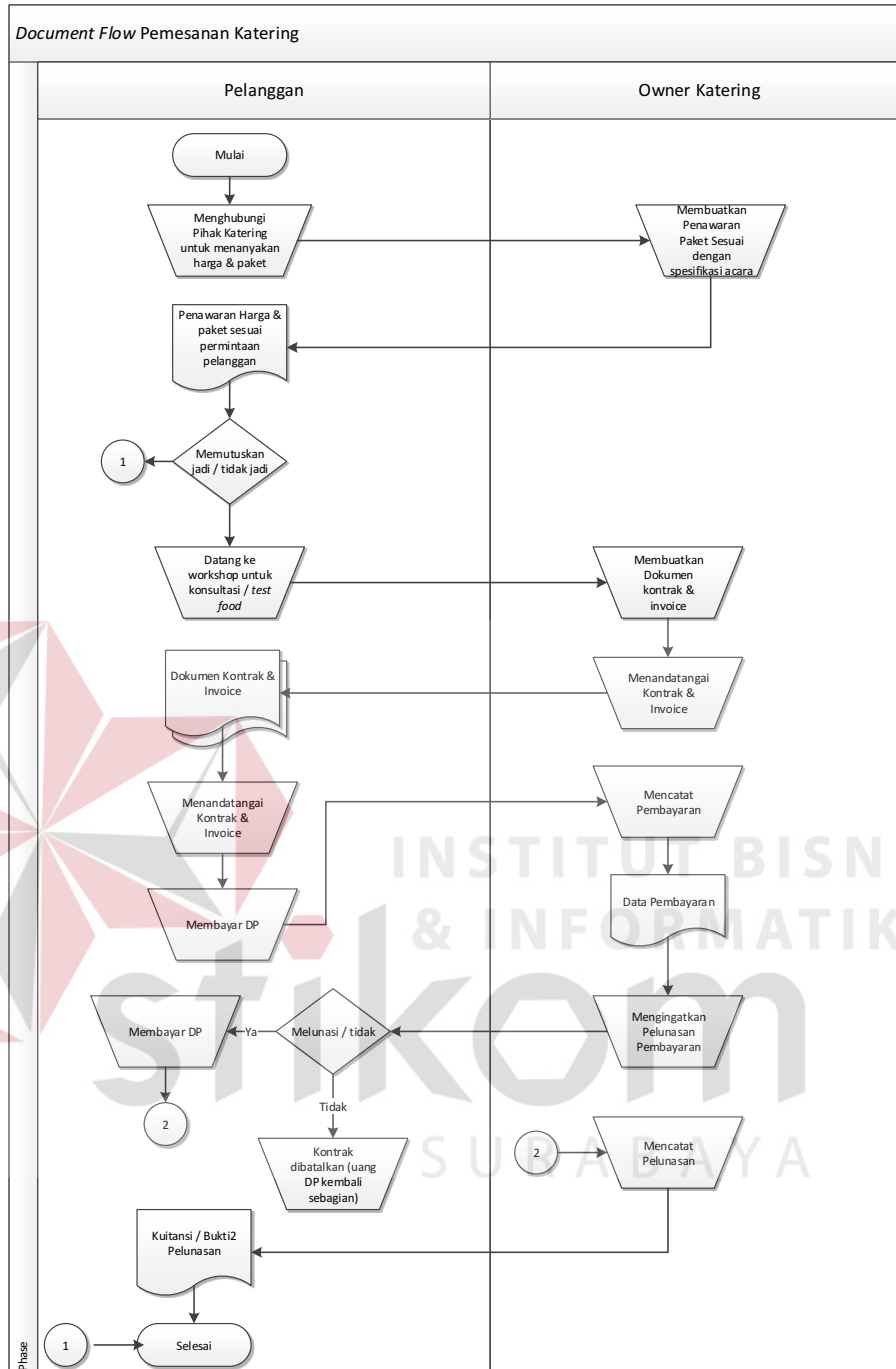 Document Flow Pemesanan Katering
Pelanggan
Owner Katering
Mulai
Menghubungi
Pihak Katering
untuk menanyakan
harga & paket
Membuatkan
Penawaran
Paket Sesuai
dengan
spesifikasi acara
Penawaran Harga &
paket sesuai
permintaan
pelanggan
Memutuskan
jadi / tidak jadi
1
Datang ke
workshop untuk
konsultasi / test
food
Membuatkan
Dokumen
kontrak &
invoice
Dokumen Kontrak &
Invoice
Menandatangai
Kontrak &
Invoice
Menandatangai
Kontrak &
Invoice
Mencatat
Pembayaran
Membayar DP
Data Pembayaran
Membayar DP
Ya
Melunasi / tidak
Mengingatkan
Pelunasan
Pembayaran
2
Tidak
Kontrak
dibatalkan (uang
DP kembali
sebagian)
2
Mencatat
Pelunasan
Kuitansi / Bukti2
Pelunasan
1
Selesai
Phase
INSTITUT BISN
& INFORMATIK
stikom
SURABAYA